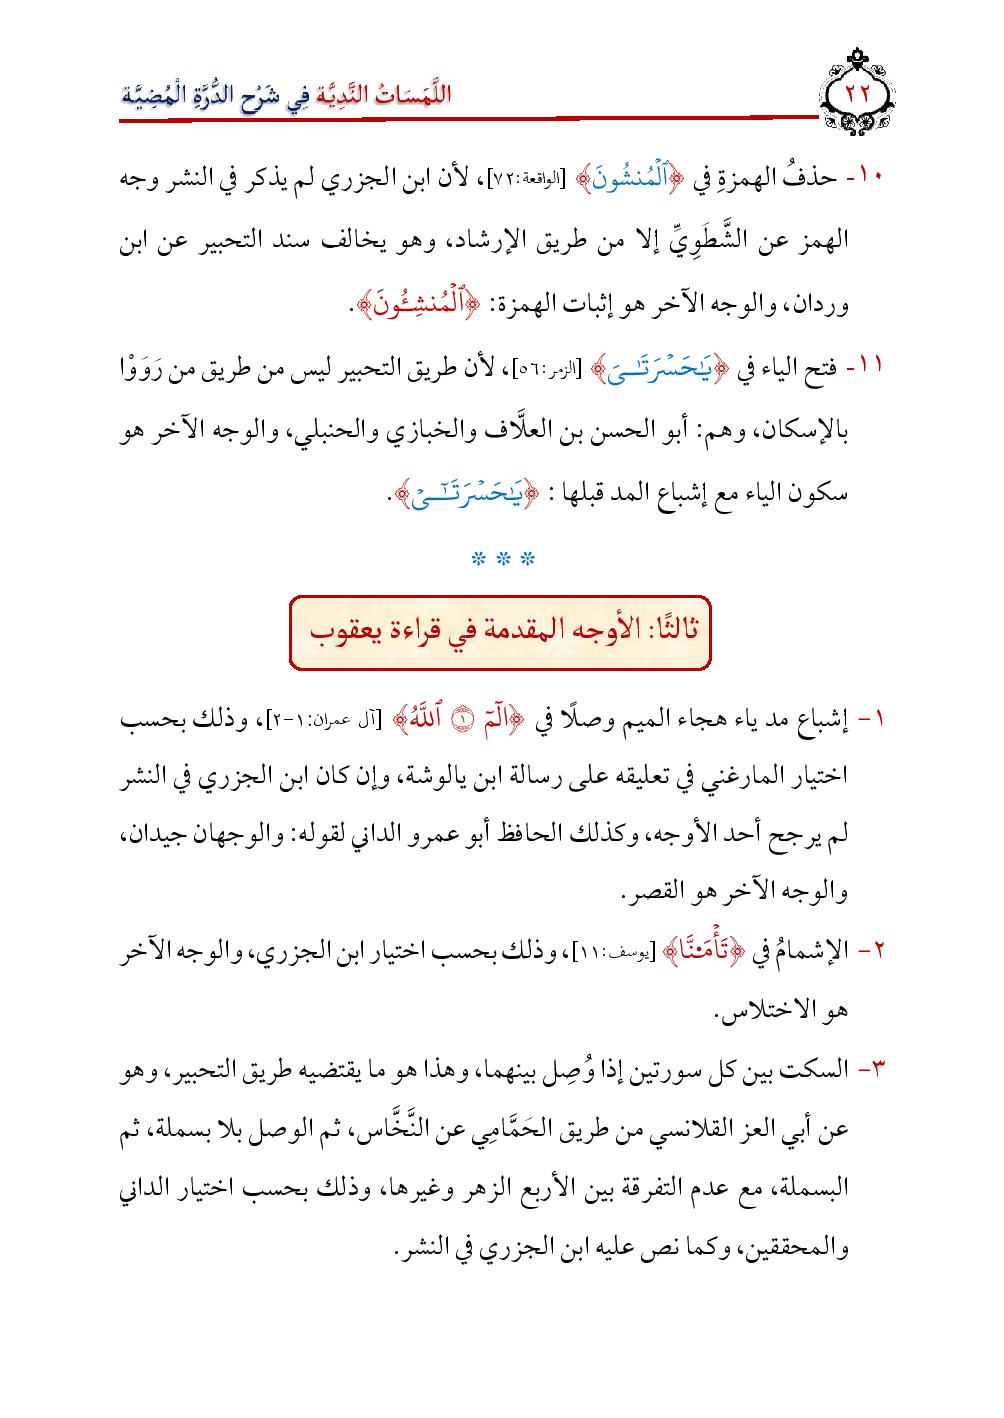 ٢٢
اللَّمَسَاتُ النَّدِيَّة فِي شَرْح الدُّرَّةِ الْمُضِيَّة
١٠- حذفُ الهمزةِ في ﴿ٱلۡمُنشُونَ﴾ [الواقعة:٧٢]، لأن ابن الجزري لم يذكر في النشر وجه
الهمز عن الشَّطَوِيِّ إلا من طريق الإرشاد، وهو يخالف سند التحبير عن ابن
وردان، والوجه الآخر هو إثبات الهمزة: ﴿ٱلۡمُنشِـُٔونَ﴾.
١١- فتح الياء في ﴿يَٰحَسۡرَتَـٰىَ﴾ [الزمر:٥٦]، لأن طريق التحبير ليس من طريق من رَوَوْا
بالإسكان، وهم: أبو الحسن بن العلَّاف والخبازي والحنبلي، والوجه الآخر هو
سكون الياء مع إشباع المد قبلها : ﴿يَٰحَسۡرَتَـٰٓـىۡ﴾.
* * *
ثالثًا: الأوجه المقدمة في قراءة يعقوب
١- إشباع مد ياء هجاء الميم وصلًا في ﴿الٓمٓ ۝١ ٱللَّهُ﴾ [آل عمران:١-٢]، وذلك بحسب
اختيار المارغني في تعليقه على رسالة ابن يالوشة، وإن كان ابن الجزري في النشر
لم يرجح أحد الأوجه، وكذلك الحافظ أبو عمرو الداني لقوله: والوجهان جيدان،
والوجه الآخر هو القصر.
٢- الإشمامُ في ﴿تَأۡمَ۬نَّا﴾ [يوسف:١١]، وذلك بحسب اختيار ابن الجزري، والوجه الآخر
هو الاختلاس.
٣- السكت بين كل سورتين إذا وُصِل بينهما، وهذا هو ما يقتضيه طريق التحبير، وهو
عن أبي العز القلانسي من طريق الحَمَّامِي عن النَّخَّاس، ثم الوصل بلا بسملة، ثم
البسملة، مع عدم التفرقة بين الأربع الزهر وغيرها، وذلك بحسب اختيار الداني
والمحققين، وكما نص عليه ابن الجزري في النشر.